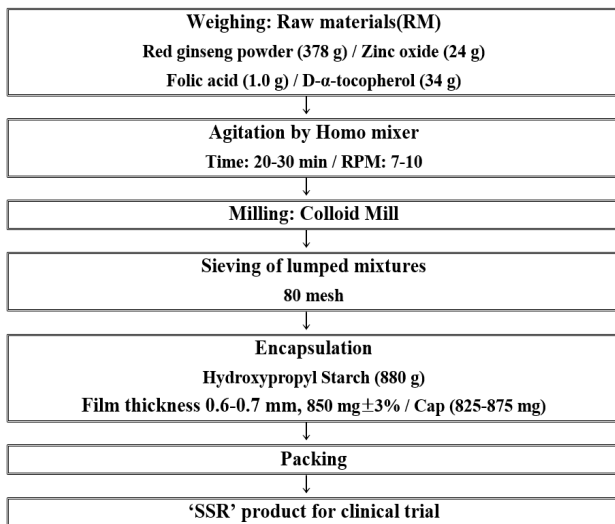 Weighing: Raw materials(RM)
Red ginseng powder (378 g) / Zinc oxide (24 g)
Folic acid (1.0 g) / D-α-tocopherol (34 g)
↓
Agitation by Homo mixer
Time: 20-30 min / RPM: 7-10
↓
Milling: Colloid Mill
↓
Sieving of lumped mixtures
80 mesh
↓
Encapsulation
Hydroxypropyl Starch (880 g)
Film thickness 0.6-0.7 mm, 850 mg±3% / Cap (825-875 mg)
↓
Packing
↓
‘SSR’ product for clinical trial